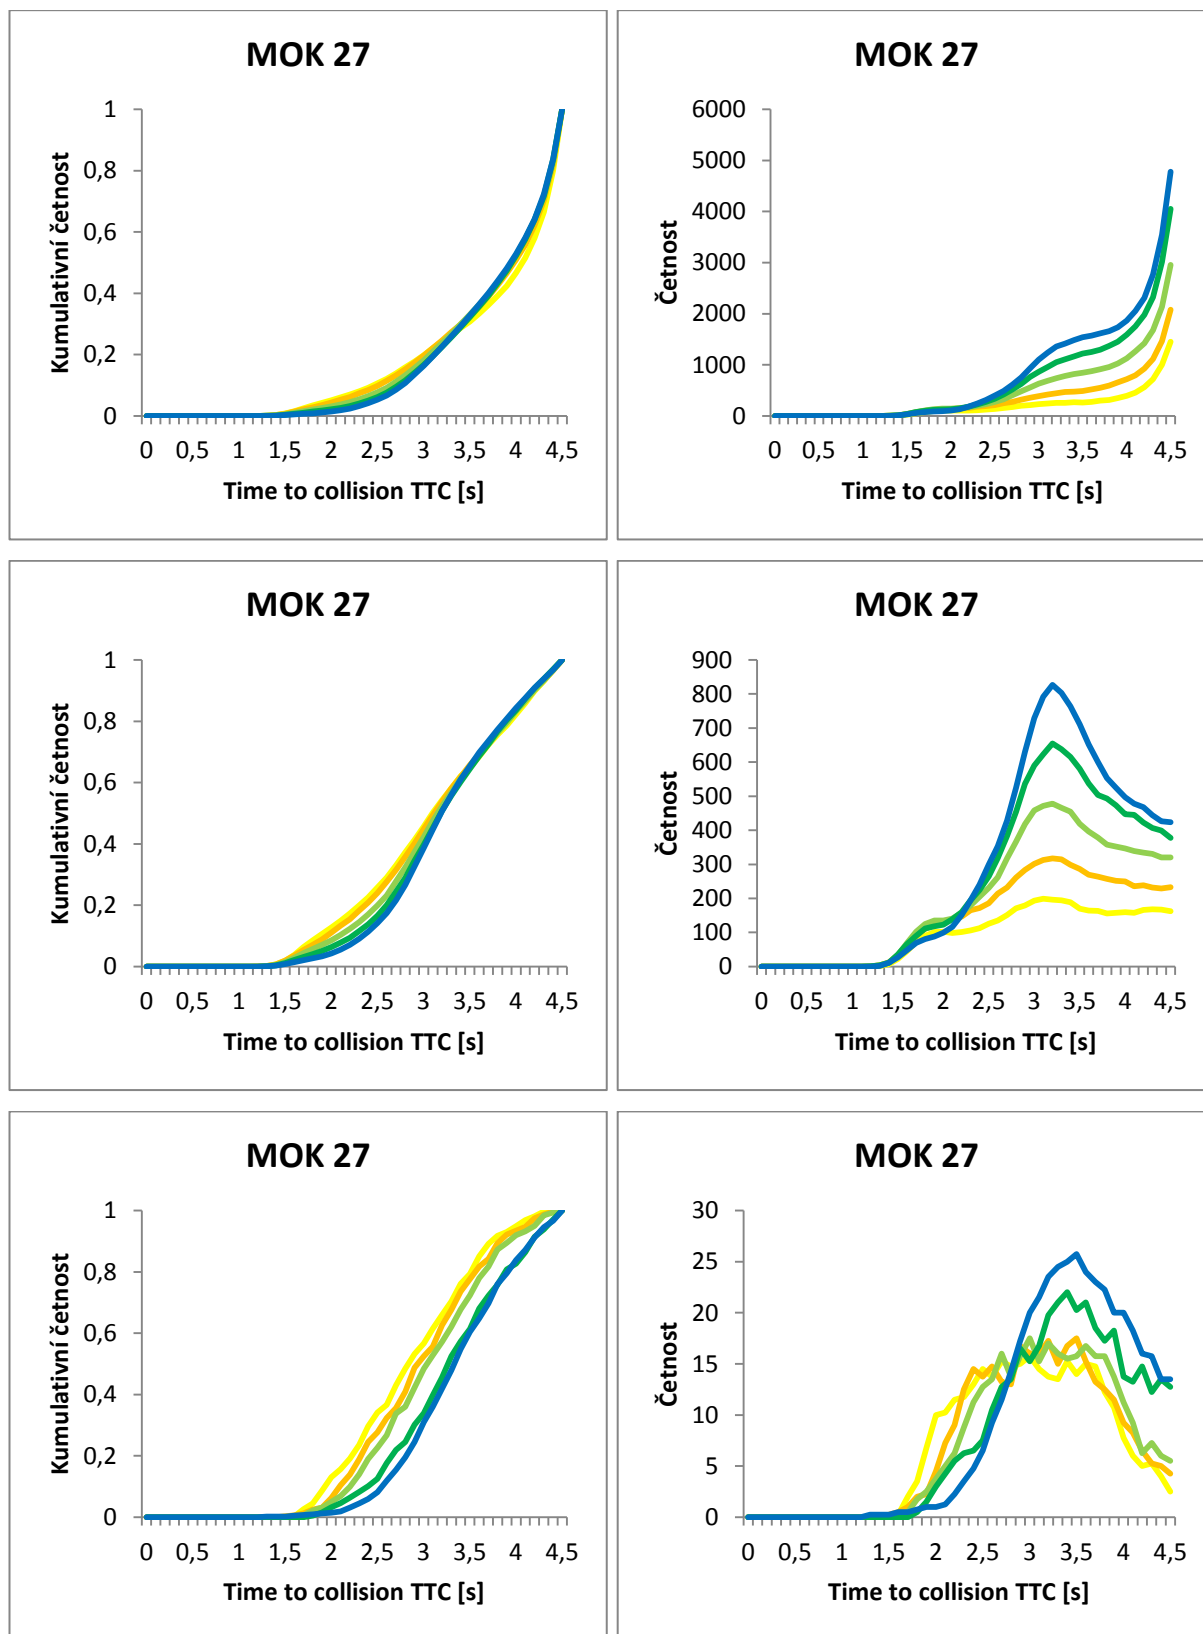 MOK 27
1
0,8
0,6
0,4
0,2
0
Kumulativní četnost
0 0,5 1 1,5 2 2,5 3 3,5 4 4,5
Time to collision TTC [s]
MOK 27
6000
5000
4000
3000
2000
1000
0
Četnost
0 0,5 1 1,5 2 2,5 3 3,5 4 4,5
Time to collision TTC [s]
MOK 27
1
0,8
0,6
0,4
0,2
0
Kumulativní četnost
0 0,5 1 1,5 2 2,5 3 3,5 4 4,5
Time to collision TTC [s]
MOK 27
900
800
700
600
500
400
300
200
100
0
Četnost
0 0,5 1 1,5 2 2,5 3 3,5 4 4,5
Time to collision TTC [s]
MOK 27
1
0,8
0,6
0,4
0,2
0
Kumulativní četnost
0 0,5 1 1,5 2 2,5 3 3,5 4 4,5
Time to collision TTC [s]
MOK 27
30
25
20
15
10
5
0
Četnost
0 0,5 1 1,5 2 2,5 3 3,5 4 4,5
Time to collision TTC [s]